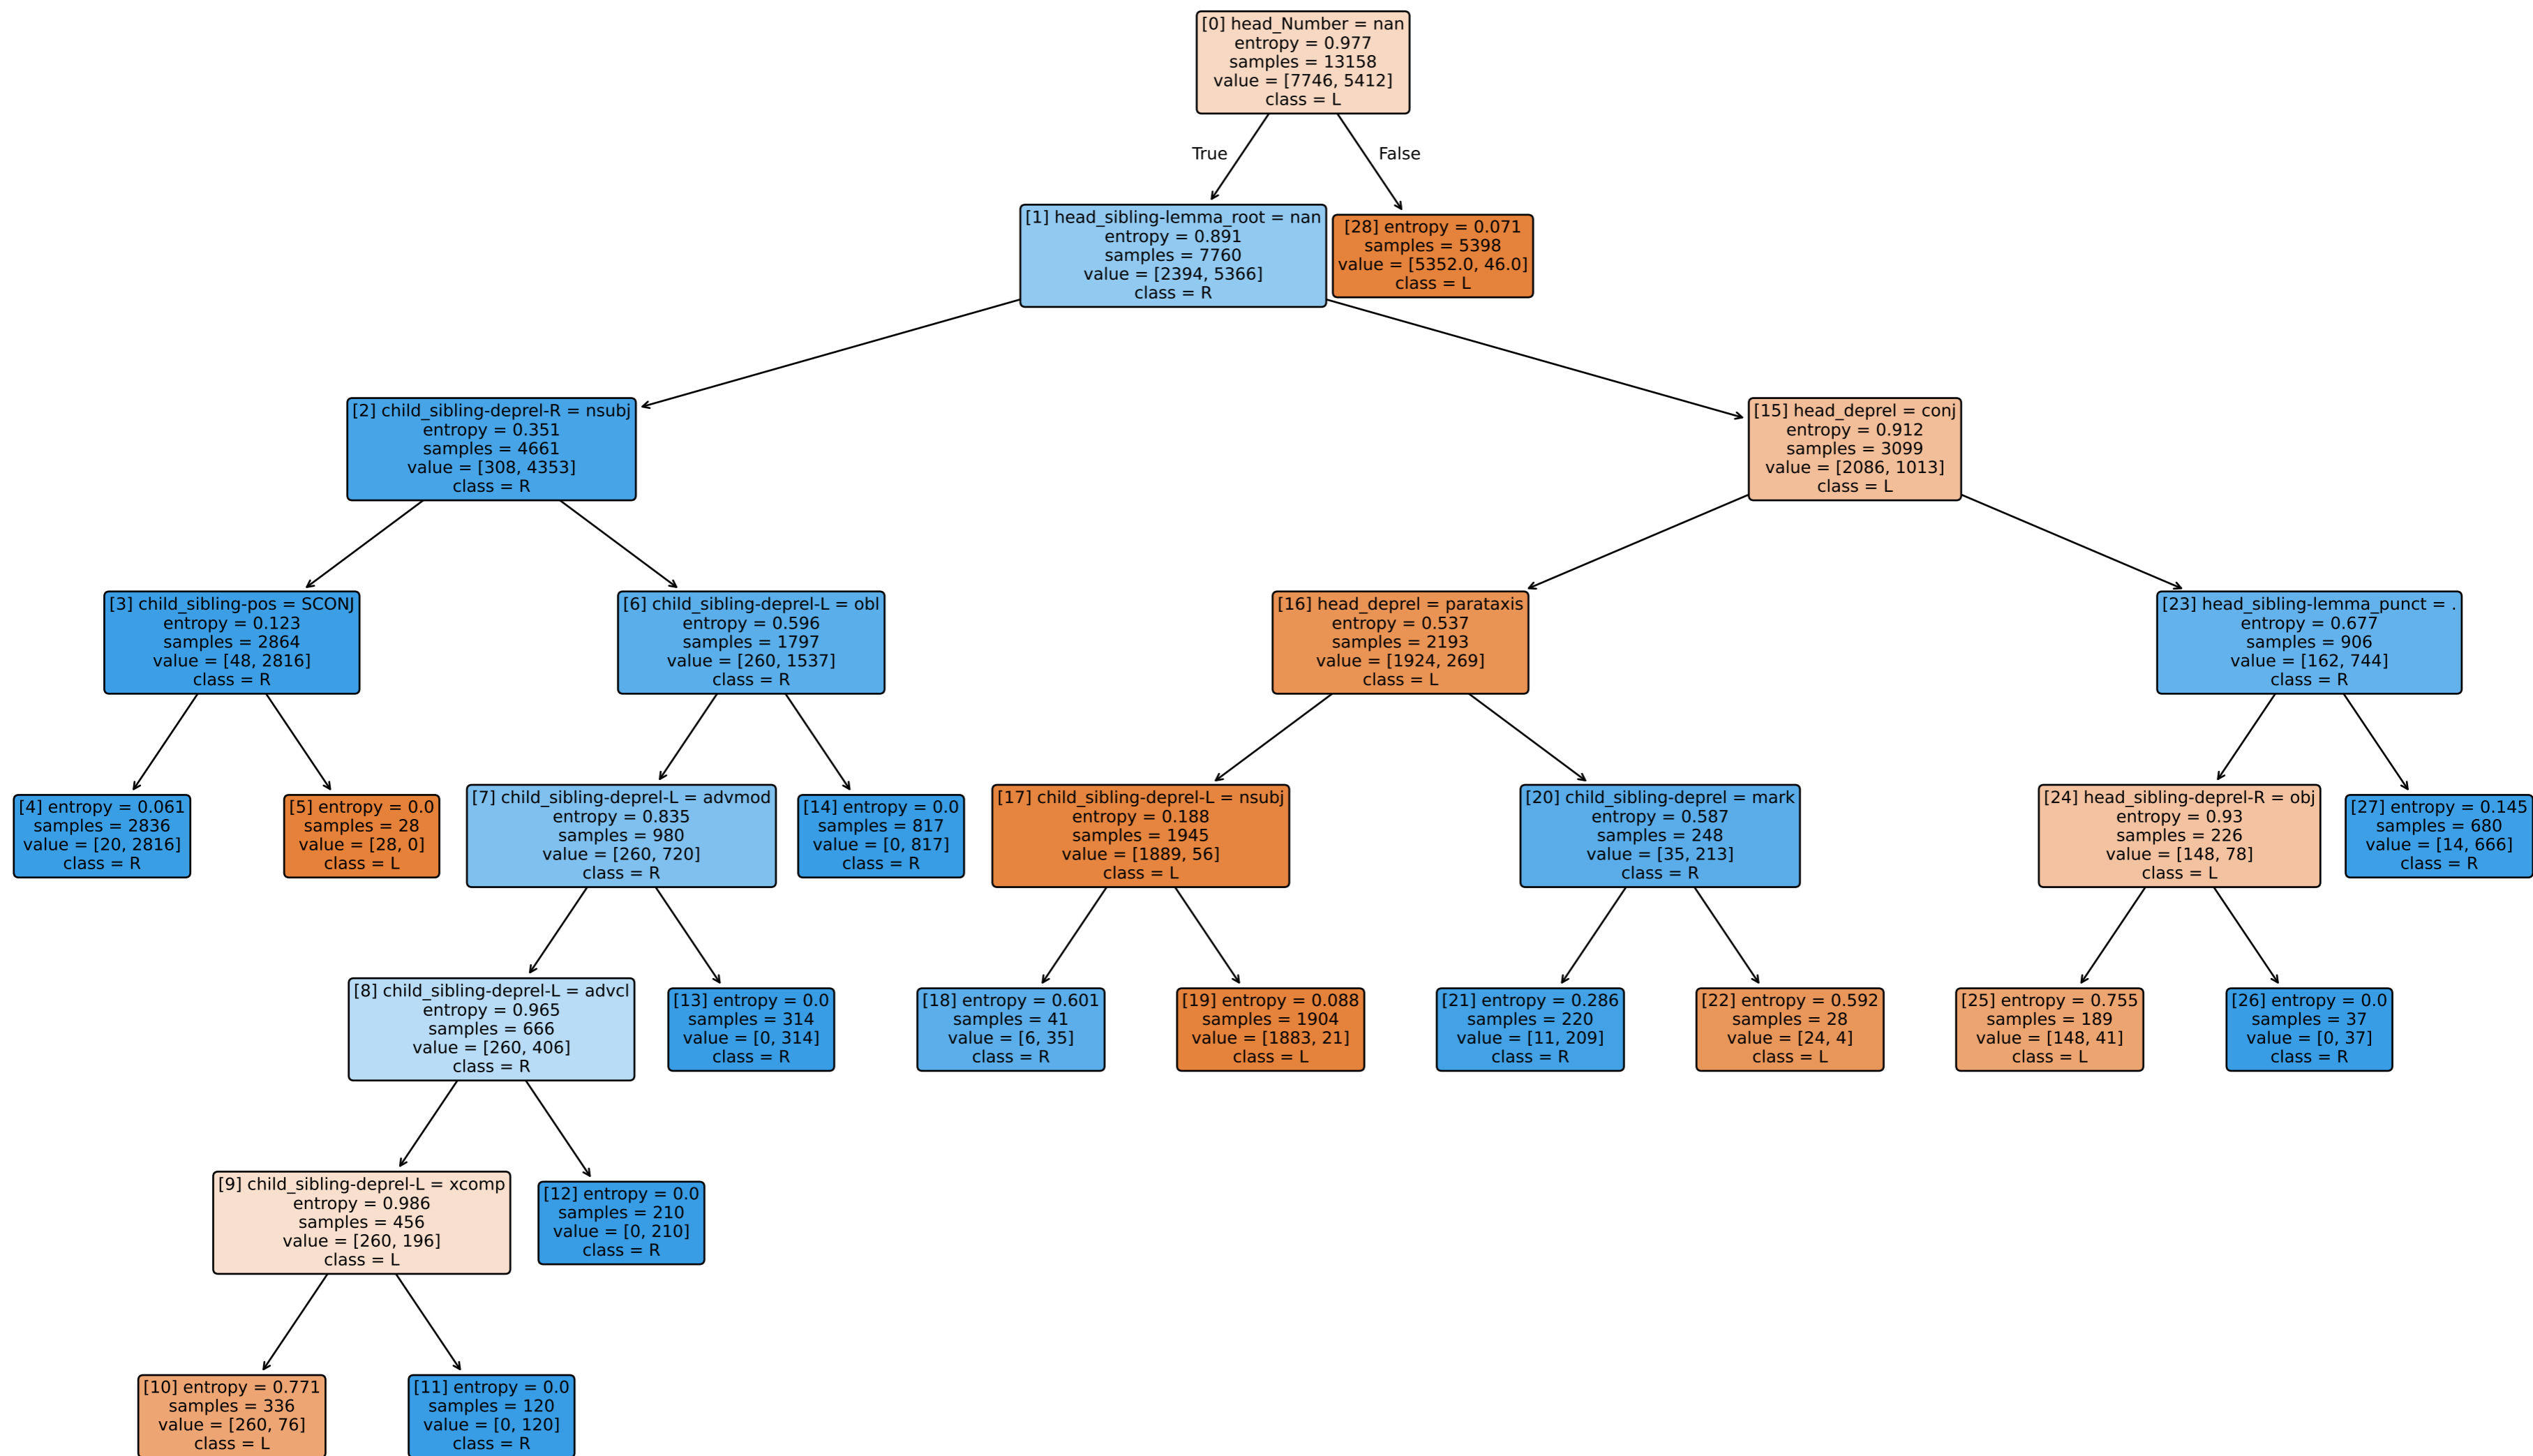 [0] head_Number = nan
entropy = 0.977
samples = 13158
value = [7746, 5412]
class = L
True
False
[1] head_sibling-lemma_root = nan
entropy = 0.891
samples = 7760
value = [2394, 5366]
class = R
[28] entropy = 0.071
samples = 5398
value = [5352.0, 46.0]
class = L
[2] child_sibling-deprel-R = nsubj
entropy = 0.351
samples = 4661
value = [308, 4353]
class = R
[15] head_deprel = conj
entropy = 0.912
samples = 3099
value = [2086, 1013]
class = L
[3] child_sibling-pos = SCONJ
entropy = 0.123
samples = 2864
value = [48, 2816]
class = R
[6] child_sibling-deprel-L = obl
entropy = 0.596
samples = 1797
value = [260, 1537]
class = R
[16] head_deprel = parataxis
entropy = 0.537
samples = 2193
value = [1924, 269]
class = L
[23] head_sibling-lemma_punct = .
entropy = 0.677
samples = 906
value = [162, 744]
class = R
[4] entropy = 0.061
samples = 2836
value = [20, 2816]
class = R
[5] entropy = 0.0
samples = 28
value = [28, 0]
class = L
[7] child_sibling-deprel-L = advmod
entropy = 0.835
samples = 980
value = [260, 720]
class = R
[14] entropy = 0.0
samples = 817
value = [0, 817]
class = R
[17] child_sibling-deprel-L = nsubj
entropy = 0.188
samples = 1945
value = [1889, 56]
class = L
[20] child_sibling-deprel = mark
entropy = 0.587
samples = 248
value = [35, 213]
class = R
[24] head_sibling-deprel-R = obj
entropy = 0.93
samples = 226
value = [148, 78]
class = L
[27] entropy = 0.145
samples = 680
value = [14, 666]
class = R
[8] child_sibling-deprel-L = advcl
entropy = 0.965
samples = 666
value = [260, 406]
class = R
[13] entropy = 0.0
samples = 314
value = [0, 314]
class = R
[18] entropy = 0.601
samples = 41
value = [6, 35]
class = R
[19] entropy = 0.088
samples = 1904
value = [1883, 21]
class = L
[21] entropy = 0.286
samples = 220
value = [11, 209]
class = R
[22] entropy = 0.592
samples = 28
value = [24, 4]
class = L
[25] entropy = 0.755
samples = 189
value = [148, 41]
class = L
[26] entropy = 0.0
samples = 37
value = [0, 37]
class = R
[9] child_sibling-deprel-L = xcomp
entropy = 0.986
samples = 456
value = [260, 196]
class = L
[12] entropy = 0.0
samples = 210
value = [0, 210]
class = R
[10] entropy = 0.771
samples = 336
value = [260, 76]
class = L
[11] entropy = 0.0
samples = 120
value = [0, 120]
class = R